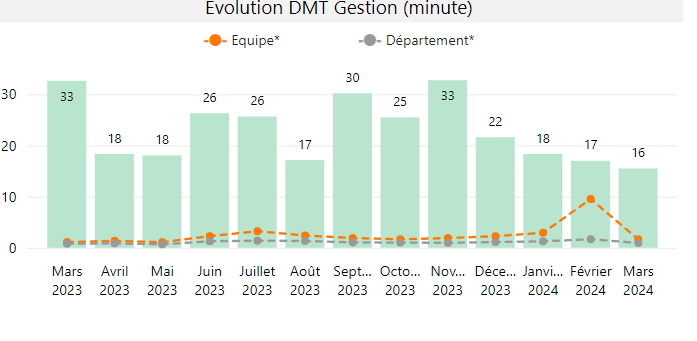 Evolution DMT Gestion (minute)
Equipe* Département*
33 18 18 26 26 17 30 25 33 22 18 17 16
30
20
10
0
Mars Avril Mai Juin Juillet Août Sept... Octo... Nov... Déce... Janvi... Février Mars
2023 2023 2023 2023 2023 2023 2023 2023 2023 2023 2024 2024 2024